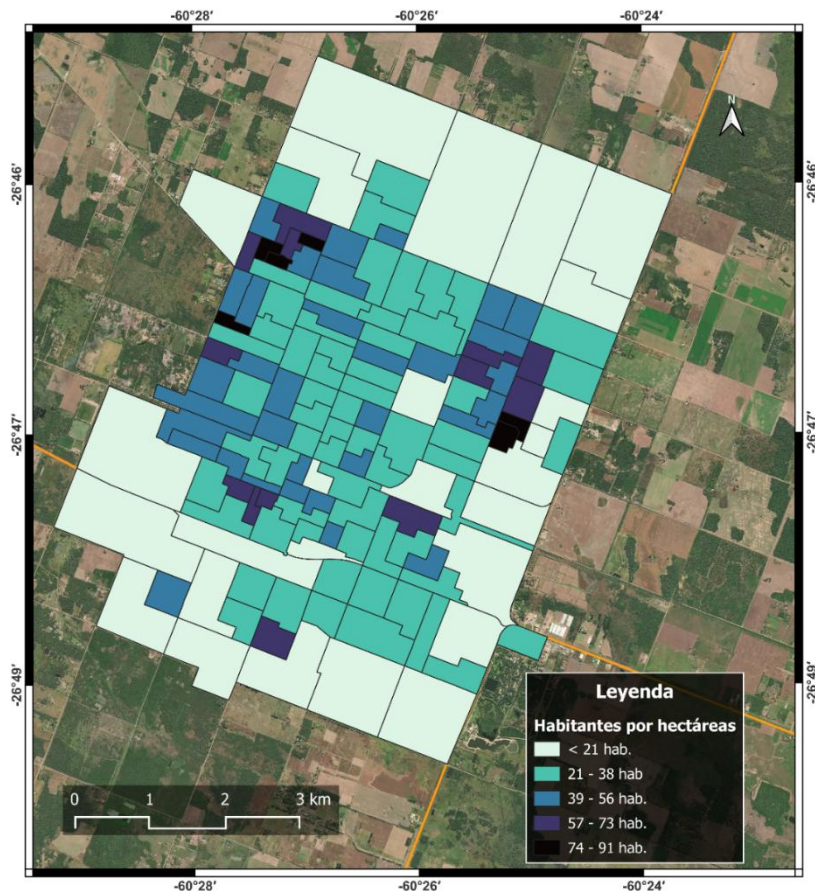 -60°28' -60°26' -60°24'
N
-26°46' -26°46'
-26°47' -26°47'
-26°49' -26°49'
Leyenda
Habitantes por hectáreas
< 21 hab.
21 - 38 hab
39 - 56 hab.
57 - 73 hab.
74 - 91 hab.
0 1 2 3 km
-60°28' -60°26' -60°24'